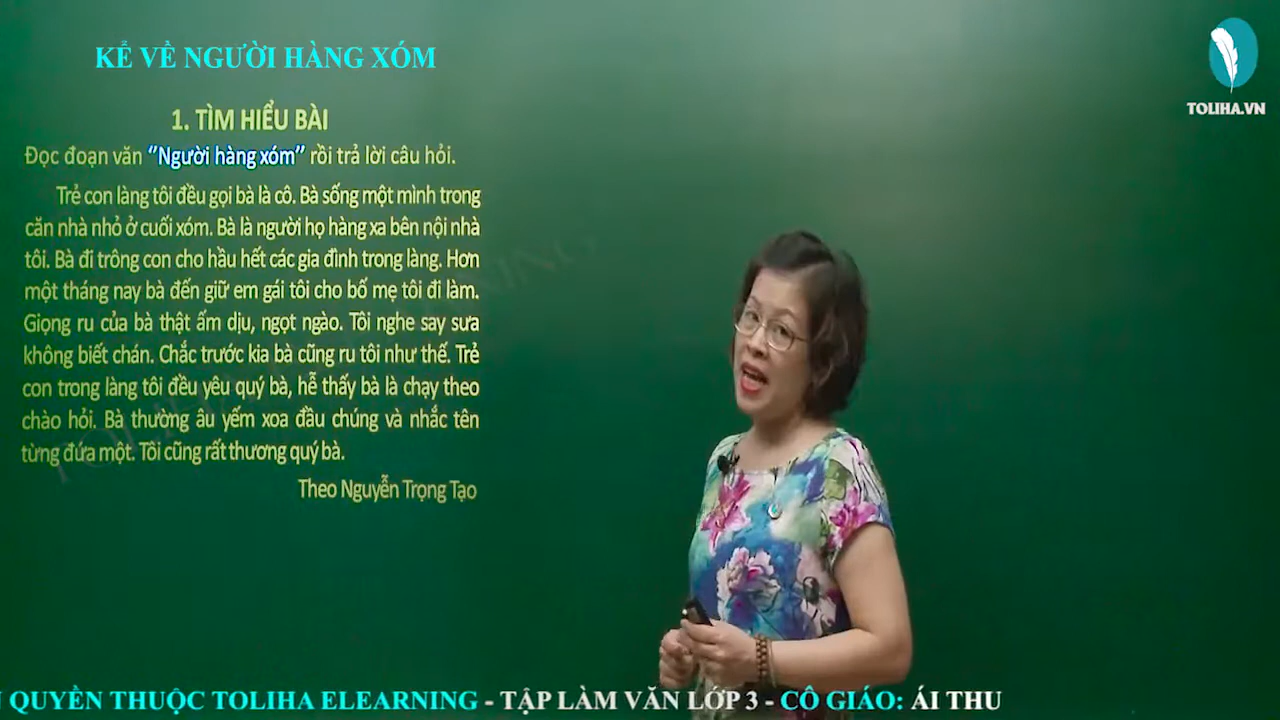 KỂ VỀ NGƯỜI HÀNG XÓM
TOLIHA.VN
1. TÌM HIỂU BÀI
Đọc đoạn văn “Người hàng xóm” rồi trả lời câu hỏi.
Trẻ con làng tôi đều gọi bà là cô. Bà sống một mình trong
căn nhà nhỏ ở cuối xóm. Bà là người họ hàng xa bên nội nhà
tôi. Bà đi trông con cho hầu hết các gia đình trong làng. Hơn
một tháng nay bà đến giữ em gái tôi cho bố mẹ tôi đi làm.
Giọng ru của bà thật ấm dịu, ngọt ngào. Tôi nghe say sưa
không biết chán. Chắc trước kia bà cũng ru tôi như thế. Trẻ
con trong làng tôi đều yêu quý bà, hễ thấy bà là chạy theo
chào hỏi. Bà thường âu yếm xoa đầu chúng và nhắc tên
từng đứa một. Tôi cũng rất thương quý bà.
Theo Nguyễn Trọng Tạo
QUYỀN THUỘC TOLIHA ELEARNING - TẬP LÀM VĂN LỚP 3 - CÔ GIÁO: ÁI THU